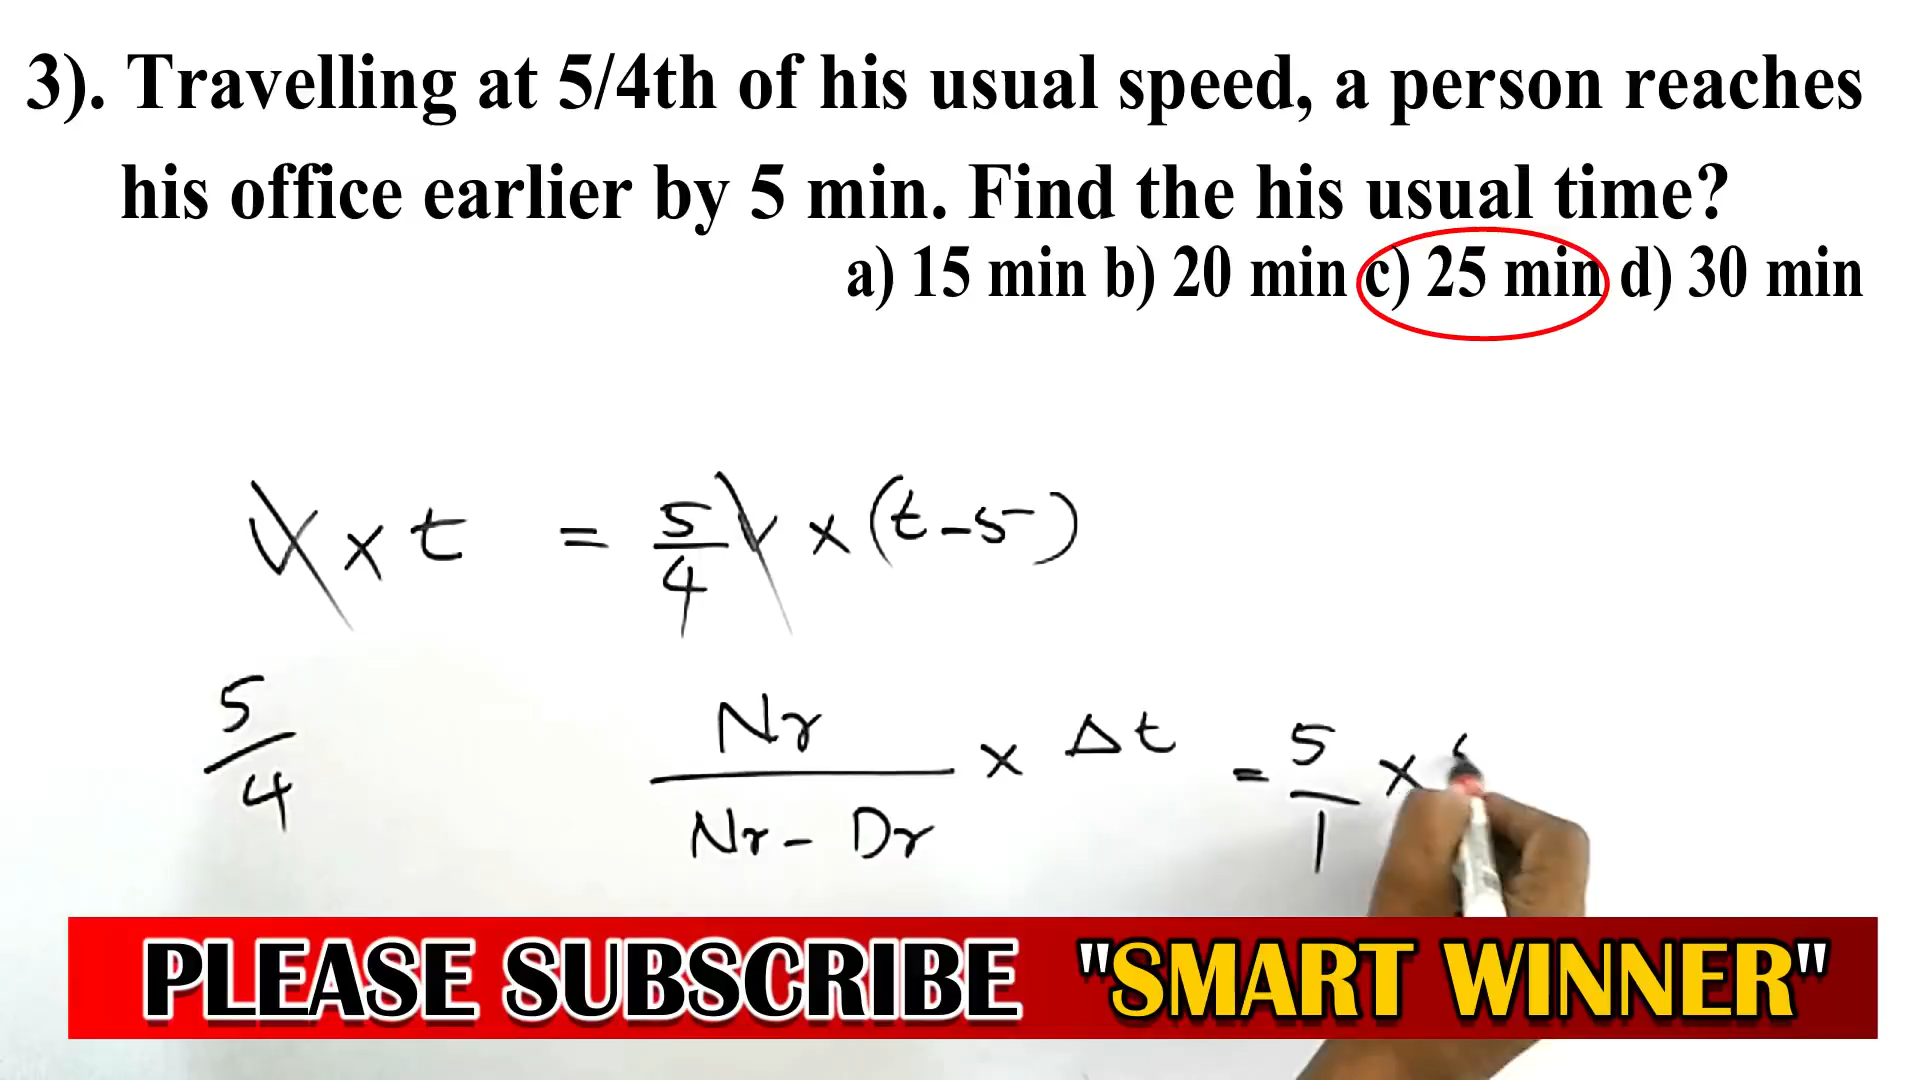 3). Travelling at 5/4th of his usual speed, a person reaches
his office earlier by 5 min. Find the his usual time?
a) 15 min b) 20 min c) 25 min d) 30 min
v × t = 5/4 v × (t-5)
5/4
Nr/Nr - Dr × Δt = 5/1 ×
PLEASE SUBSCRIBE "SMART WINNER"